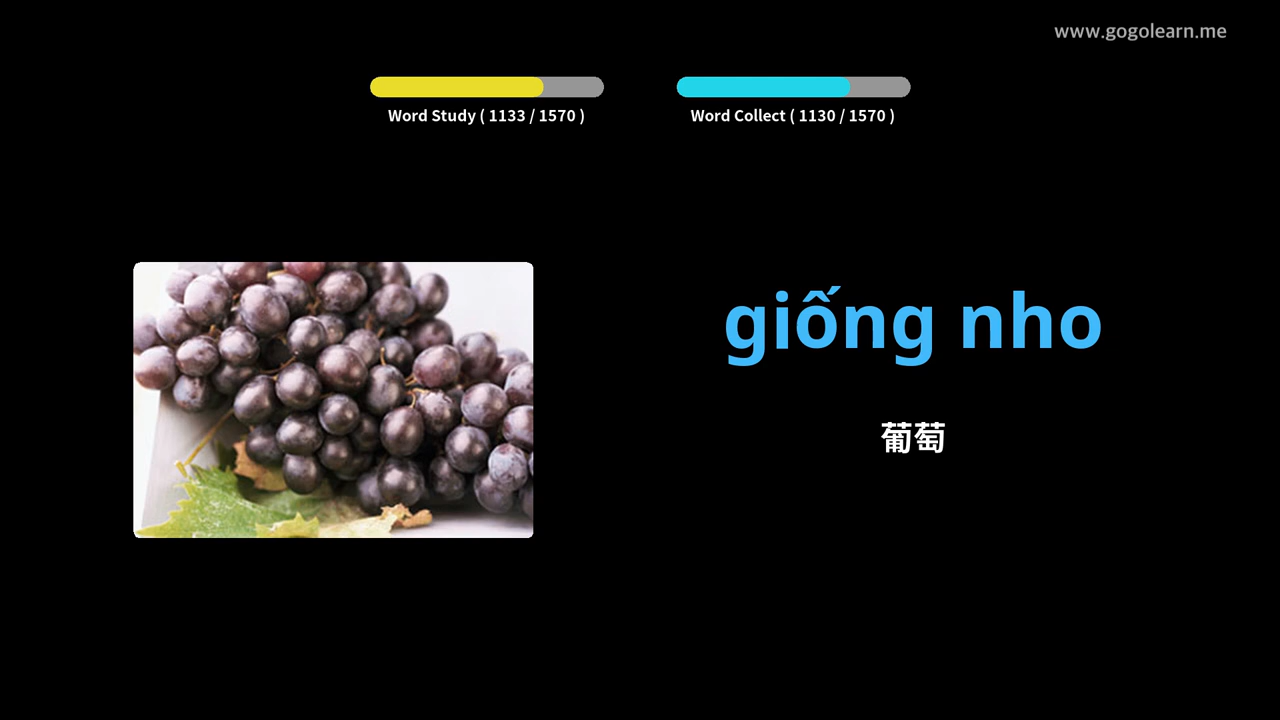 www.gogolearn.me
Word Study ( 1133 / 1570 )
Word Collect ( 1130 / 1570 )
giống nho
葡萄